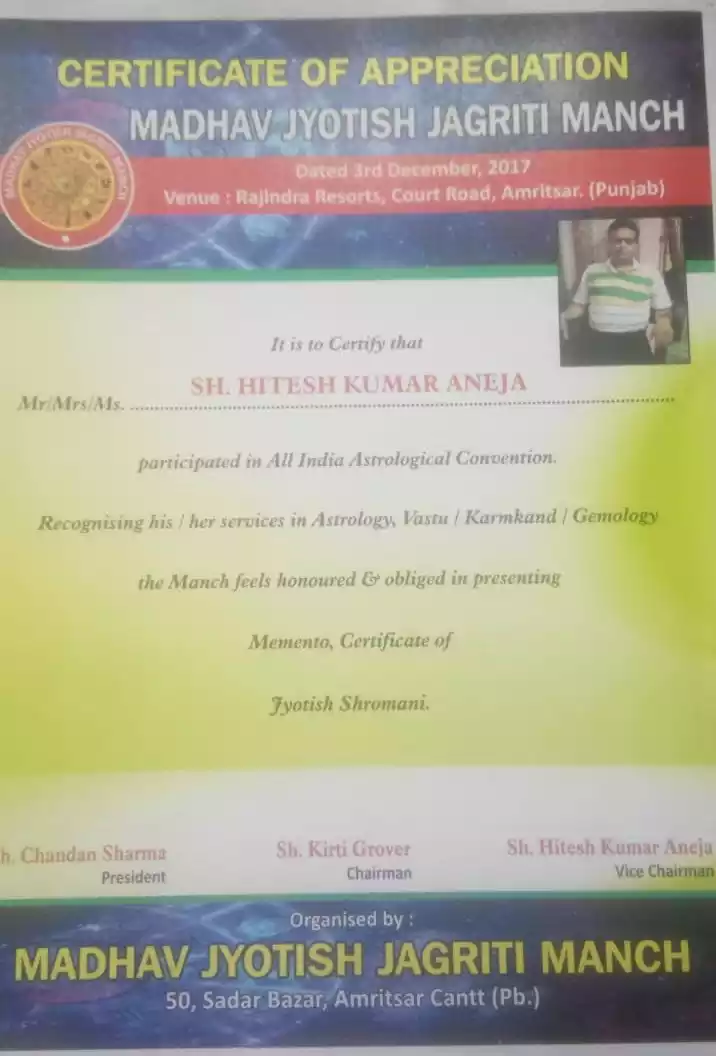 CERTIFICATE OF APPRECIATION
MADHAV JYOTISH JAGRITI MANCH
MADHAV JYOTISH JAGRITI MANCH
Dated 3rd December, 2017
Venue : Rajindra Resorts, Court Road, Amritsar. (Punjab)
It is to Certify that
Mr/Mrs/Ms. SH. HITESH KUMAR ANEJA
participated in All India Astrological Convention.
Recognising his / her services in Astrology, Vastu / Karmkand / Gemology
the Manch feels honoured & obliged in presenting
Memento, Certificate of
Jyotish Shromani.
h. Chandan Sharma Sh. Kirti Grover Sh. Hitesh Kumar Aneja
President Chairman Vice Chairman
Organised by :
MADHAV JYOTISH JAGRITI MANCH
50, Sadar Bazar, Amritsar Cantt (Pb.)